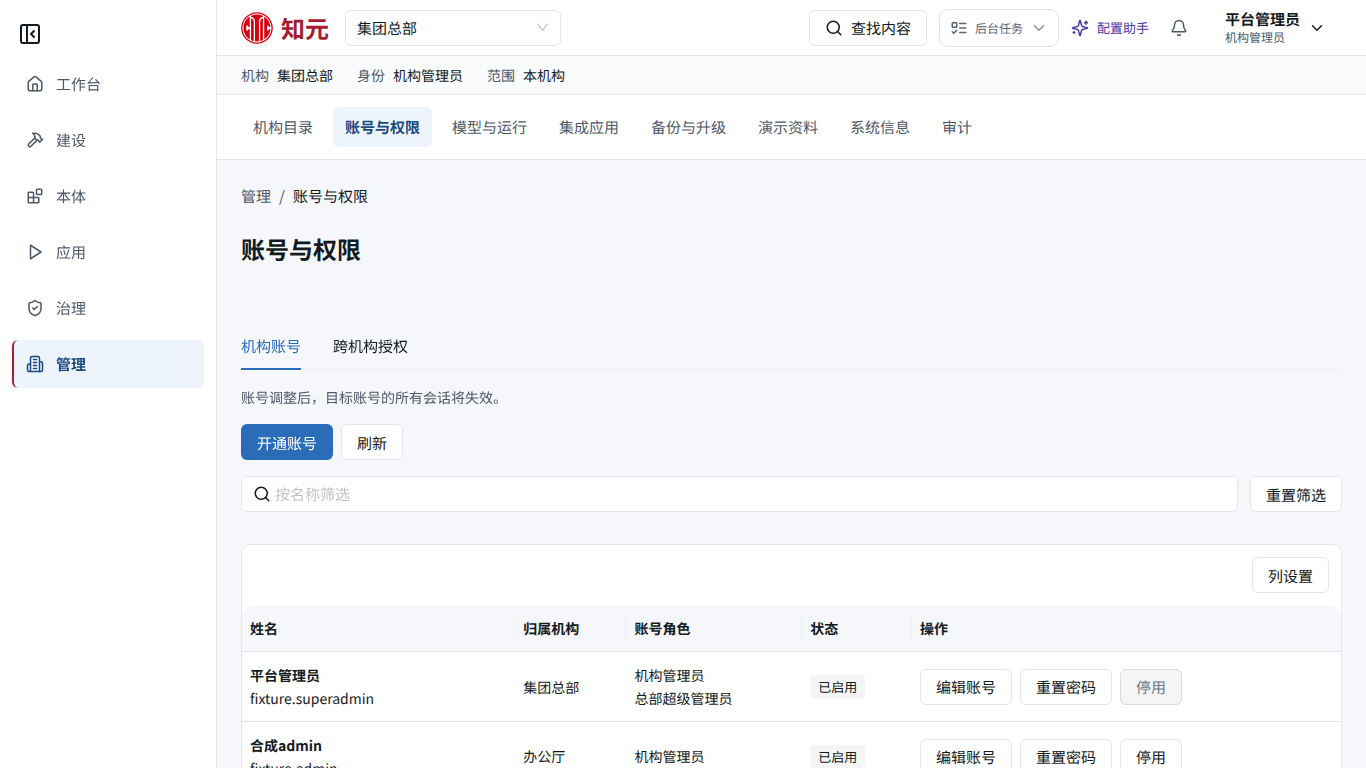 知元
集团总部
查找内容
后台任务
配置助手
平台管理员
机构管理员
工作台
建设
本体
应用
治理
管理
机构 集团总部 身份 机构管理员 范围 本机构
机构目录 账号与权限 模型与运行 集成应用 备份与升级 演示资料 系统信息 审计
管理 / 账号与权限
账号与权限
机构账号 跨机构授权
账号调整后，目标账号的所有会话将失效。
开通账号 刷新
按名称筛选 重置筛选
列设置
姓名 归属机构 账号角色 状态 操作
平台管理员
fixture.superadmin
集团总部
机构管理员
总部超级管理员
已启用
编辑账号 重置密码 停用
合成admin
fixture.admin
办公厅
机构管理员
已启用
编辑账号 重置密码 停用